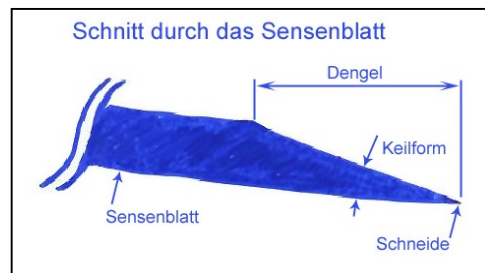 Schnitt durch das Sensenblatt
Dengel
Keilform
Sensenblatt
Schneide